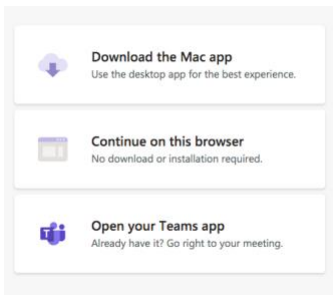 Download the Mac app
Use the desktop app for the best experience.
Continue on this browser
No download or installation required.
Open your Teams app
Already have it? Go right to your meeting.